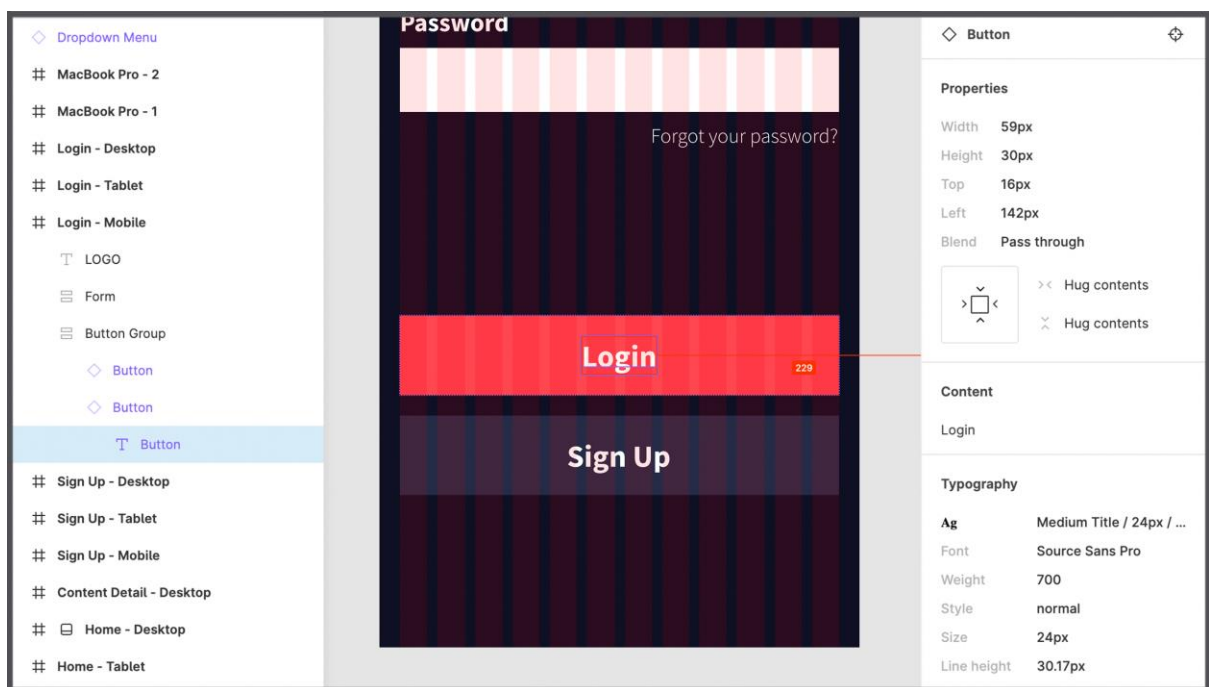 Dropdown Menu
MacBook Pro - 2
MacBook Pro - 1
Login - Desktop
Login - Tablet
Login - Mobile
LOGO
Form
Button Group
Button
Button
Button
Sign Up - Desktop
Sign Up - Tablet
Sign Up - Mobile
Content Detail - Desktop
Home - Desktop
Home - Tablet
Password
Forgot your password?
Login
229
Sign Up
Button
Properties
Width 59px
Height 30px
Top 16px
Left 142px
Blend Pass through
Hug contents
Hug contents
Content
Login
Typography
Ag Medium Title / 24px / ...
Font Source Sans Pro
Weight 700
Style normal
Size 24px
Line height 30.17px